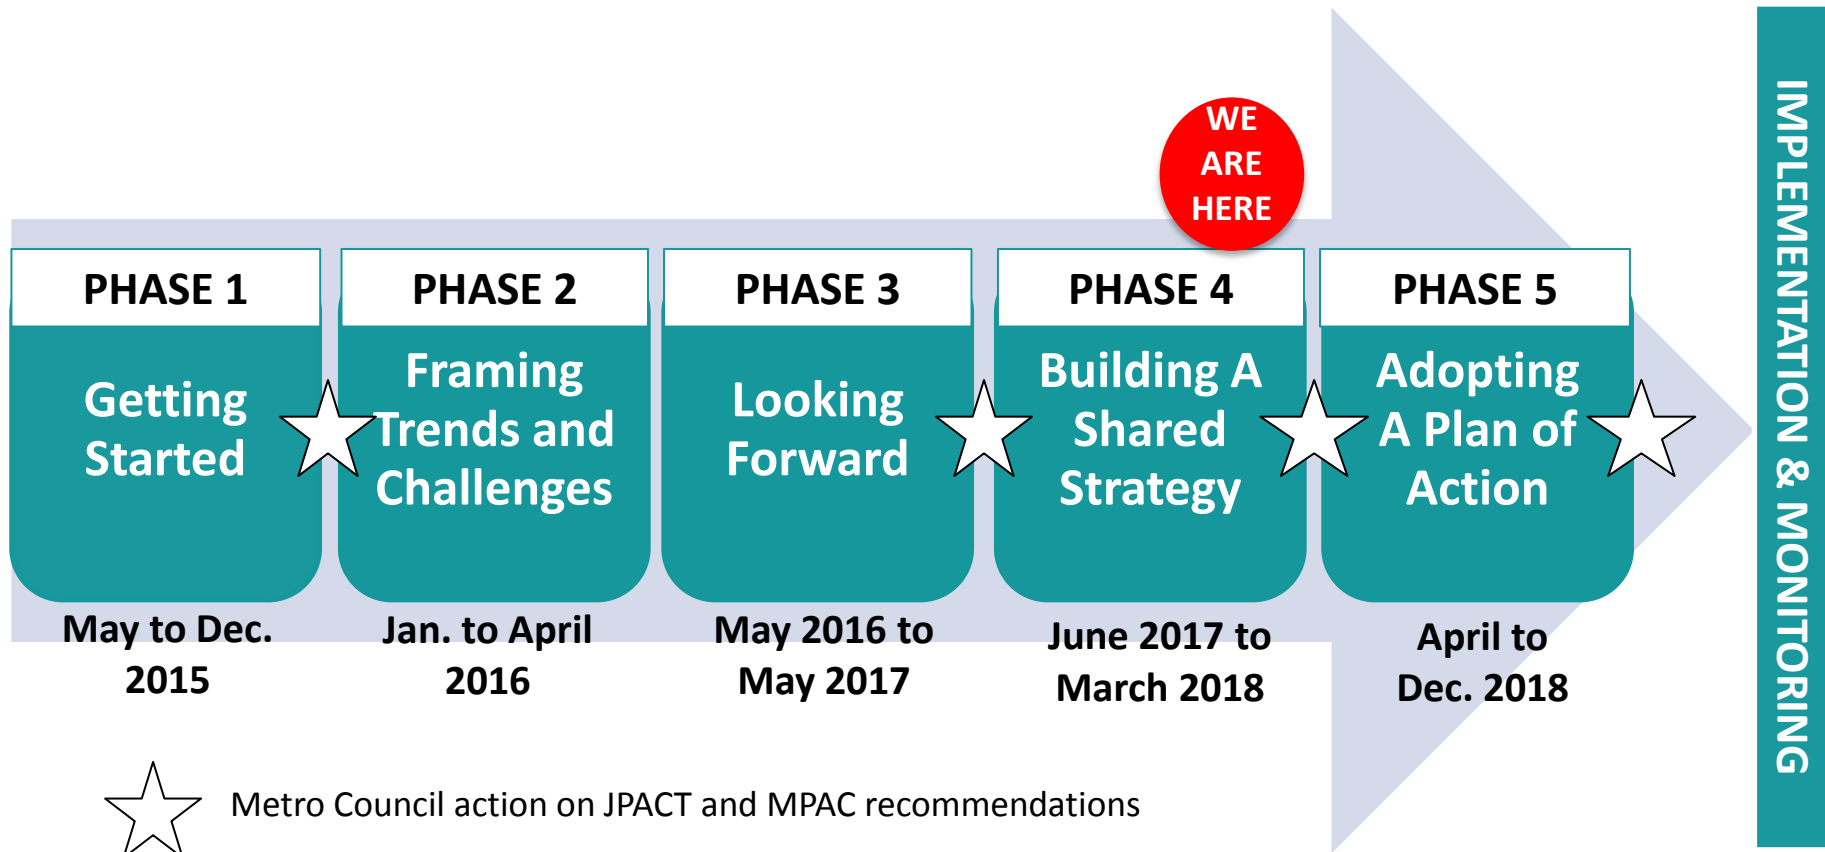 WE
ARE
HERE
PHASE 1
Getting
Started
May to Dec.
2015
PHASE 2
Framing
Trends and
Challenges
Jan. to April
2016
PHASE 3
Looking
Forward
May 2016 to
May 2017
PHASE 4
Building A
Shared
Strategy
June 2017 to
March 2018
PHASE 5
Adopting
A Plan of
Action
April to
Dec. 2018
IMPLEMENTATION & MONITORING
Metro Council action on JPACT and MPAC recommendations